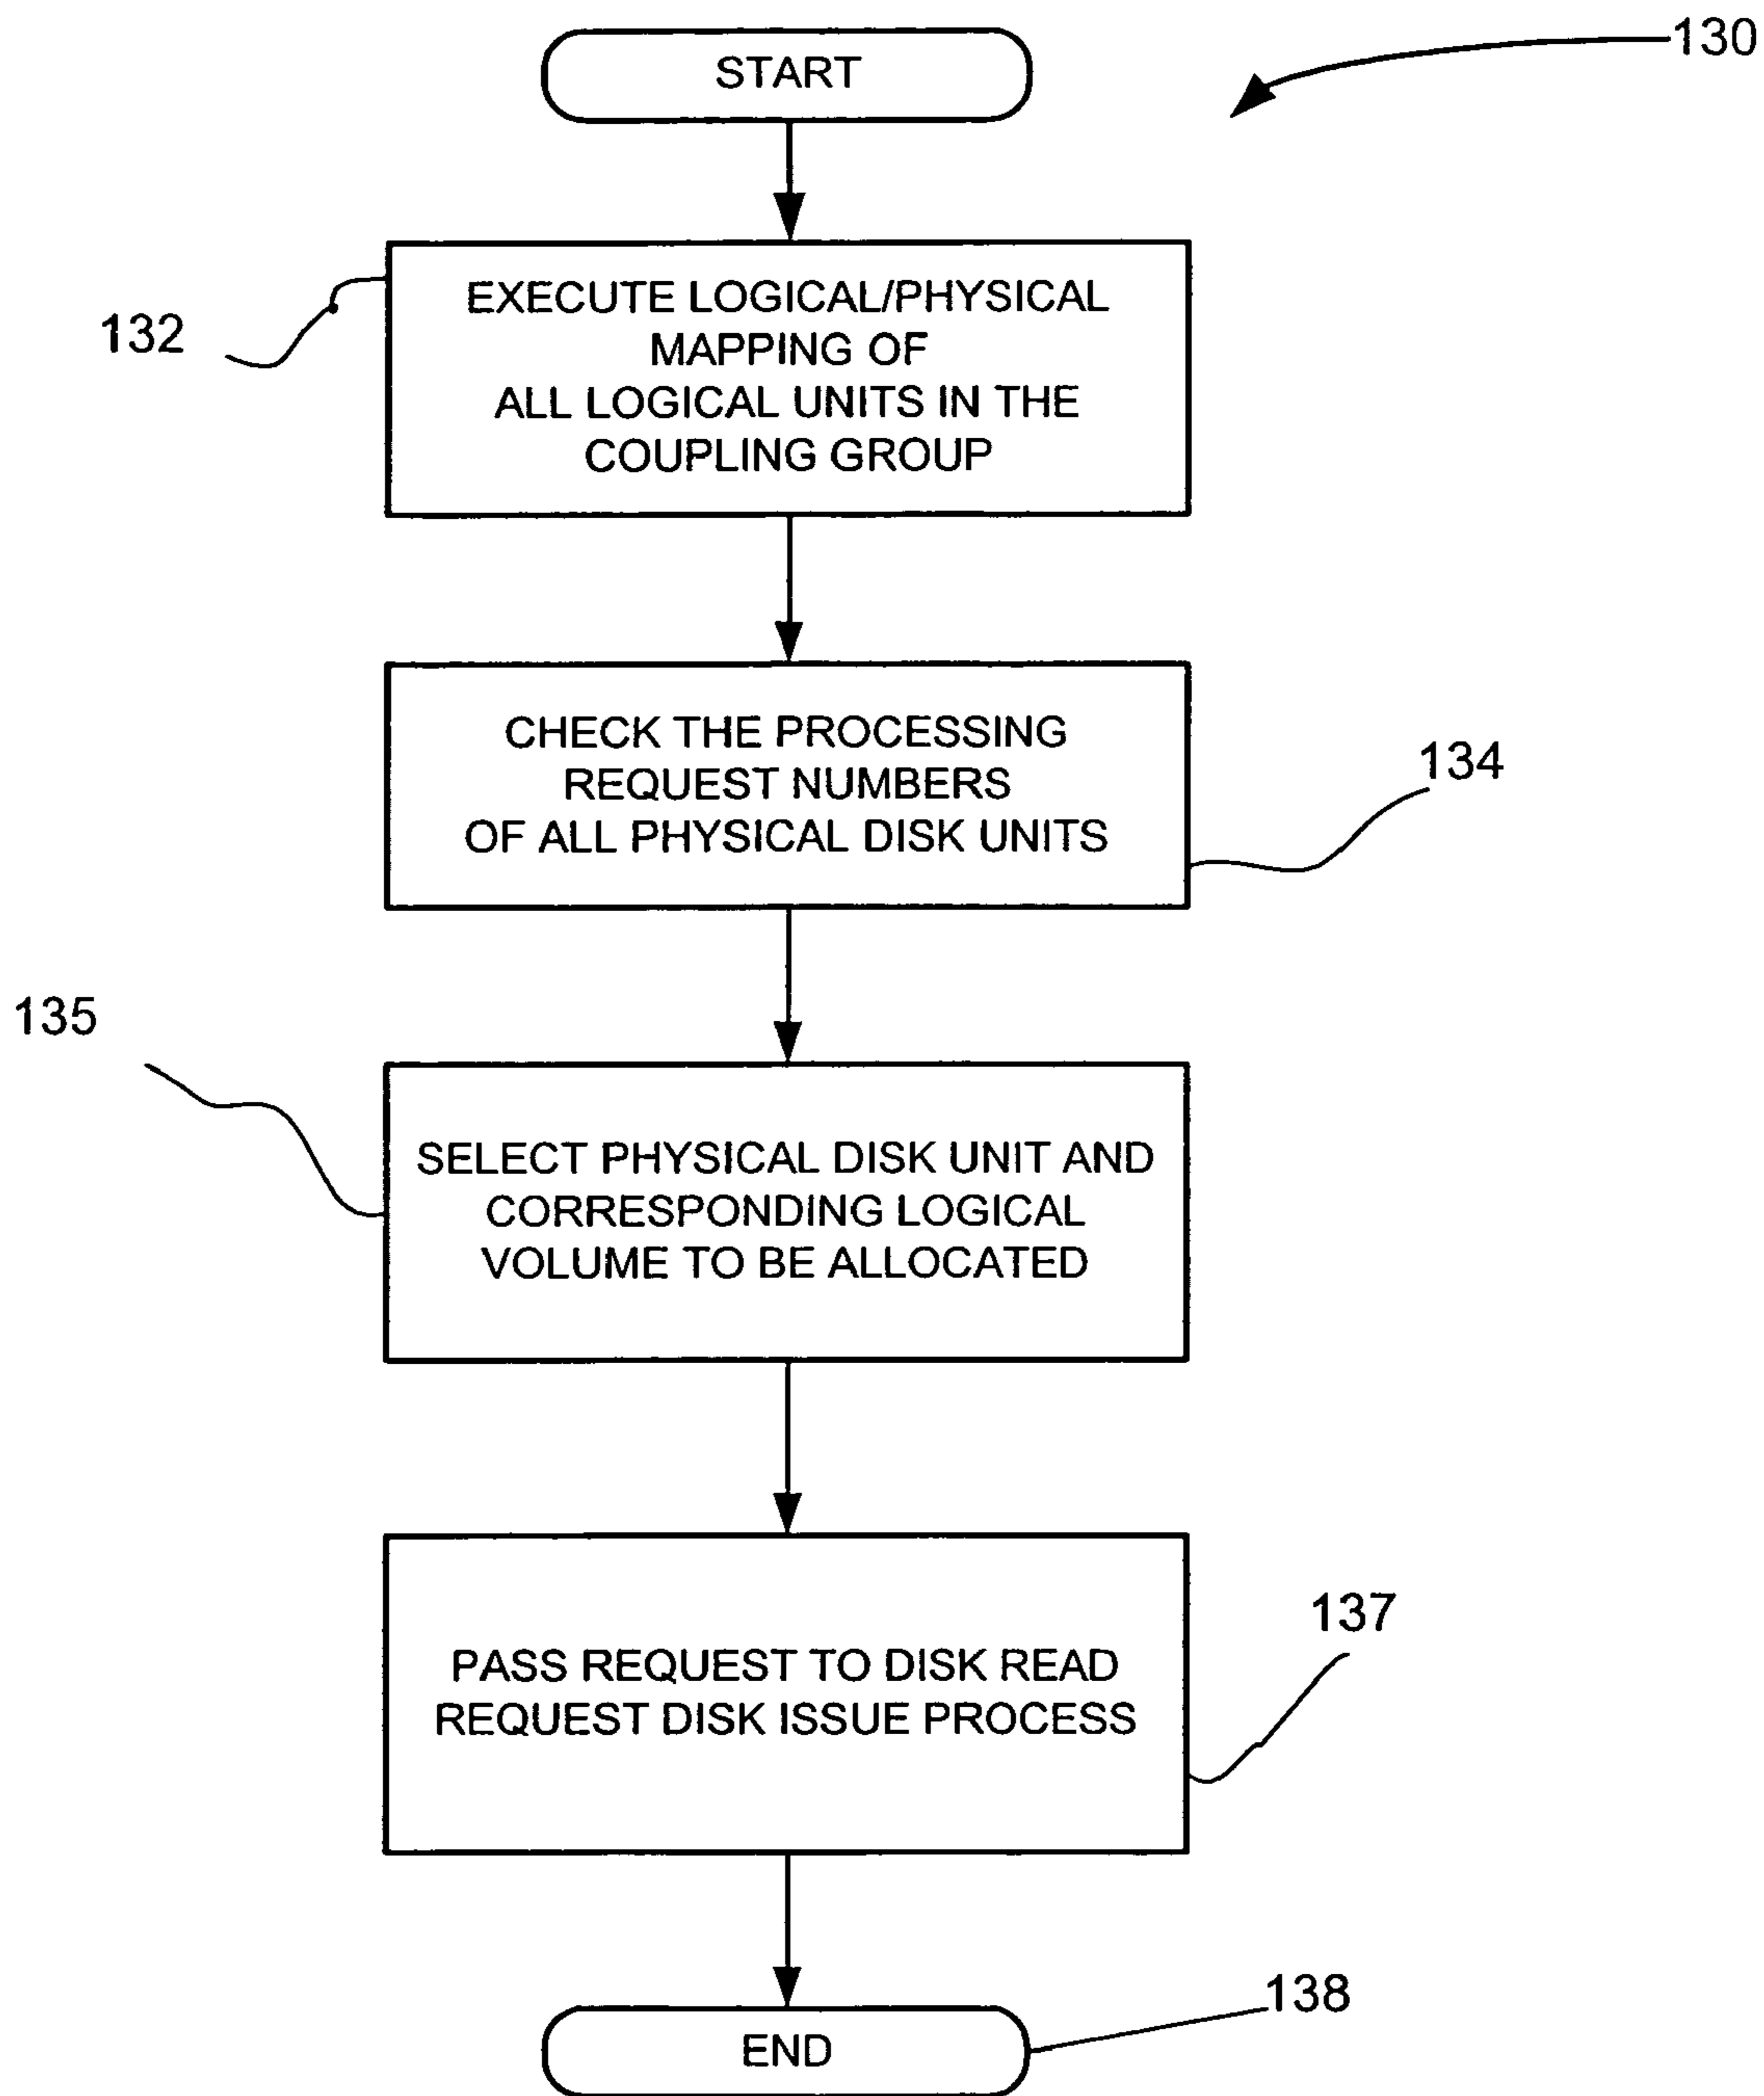 START
130
132
EXECUTE LOGICAL/PHYSICAL
MAPPING OF
ALL LOGICAL UNITS IN THE
COUPLING GROUP
CHECK THE PROCESSING
REQUEST NUMBERS
OF ALL PHYSICAL DISK UNITS
134
135
SELECT PHYSICAL DISK UNIT AND
CORRESPONDING LOGICAL
VOLUME TO BE ALLOCATED
137
PASS REQUEST TO DISK READ
REQUEST DISK ISSUE PROCESS
138
END